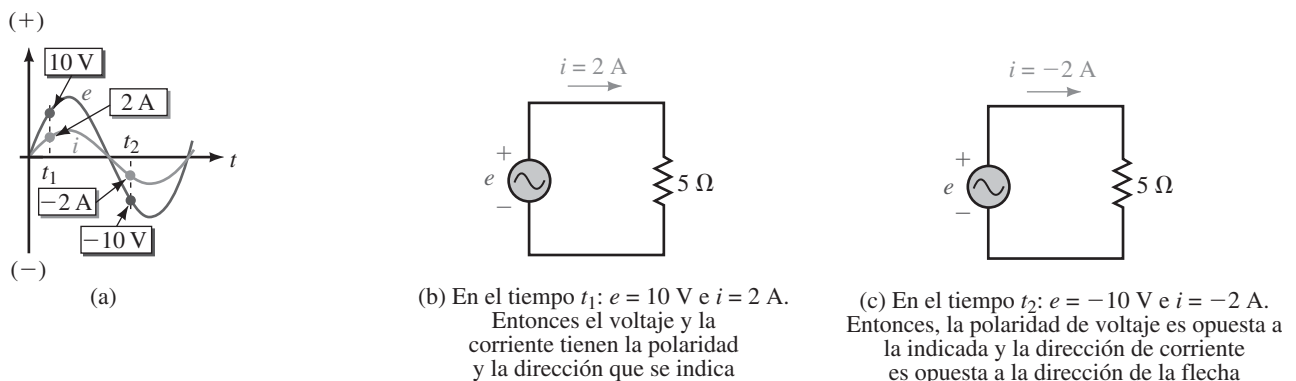 (+)
10 V
e
2 A
i
t2
t
t1
−2 A
−10 V
(−)
(a)
i = 2 A
+
e
−
5 Ω
(b) En el tiempo t1: e = 10 V e i = 2 A.
Entonces el voltaje y la
corriente tienen la polaridad
y la dirección que se indica
i = −2 A
+
e
−
5 Ω
(c) En el tiempo t2: e = −10 V e i = −2 A.
Entonces, la polaridad de voltaje es opuesta a
la indicada y la dirección de corriente
es opuesta a la dirección de la flecha